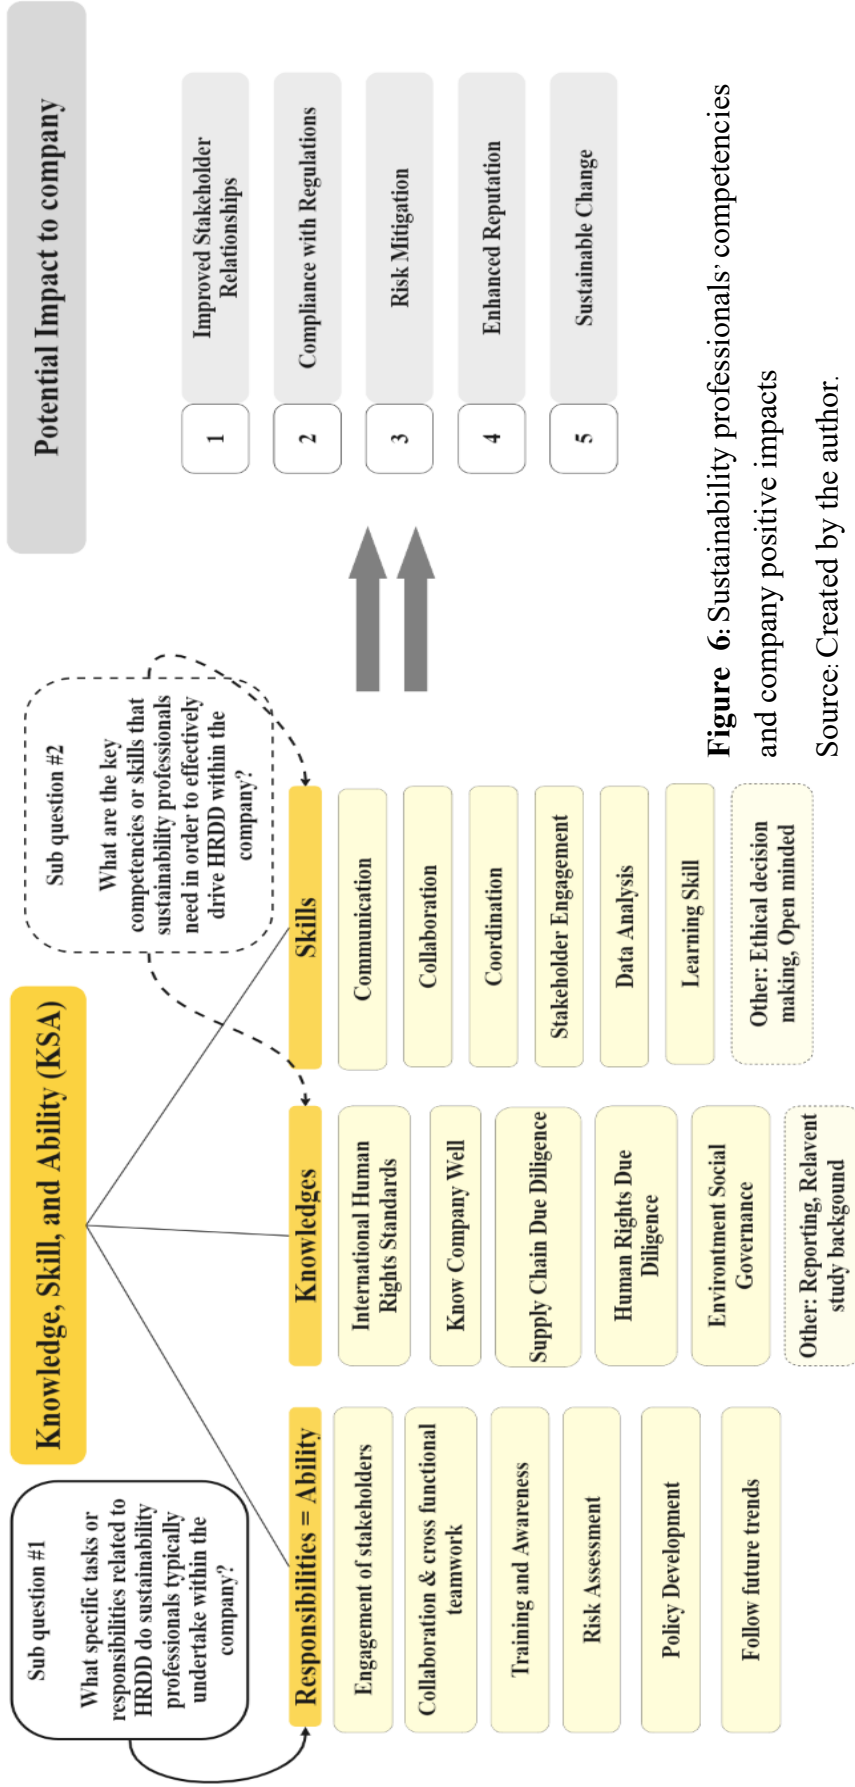 Sub question #1
What specific tasks or
responsibilities related to
HRDD do sustainability
professionals typically
undertake within the
company?
Knowledge, Skill, and Ability (KSA)
Sub question #2
What are the key
competencies or skills that
sustainability professionals
need in order to effectively
drive HRDD within the
company?
Potential Impact to company
Responsibilities = Ability
Engagement of stakeholders
Collaboration & cross functional
teamwork
Training and Awareness
Risk Assessment
Policy Development
Follow future trends
Knowledges
International Human
Rights Standards
Know Company Well
Supply Chain Due Diligence
Human Rights Due
Diligence
Environtment Social
Governance
Other: Reporting, Relavent
study backgound
Skills
Communication
Collaboration
Coordination
Stakeholder Engagement
Data Analysis
Learning Skill
Other: Ethical decision
making, Open minded
1
Improved Stakeholder
Relationships
2
Compliance with Regulations
3
Risk Mitigation
4
Enhanced Reputation
5
Sustainable Change
Figure 6: Sustainability professionals' competencies
and company positive impacts
Source: Created by the author.